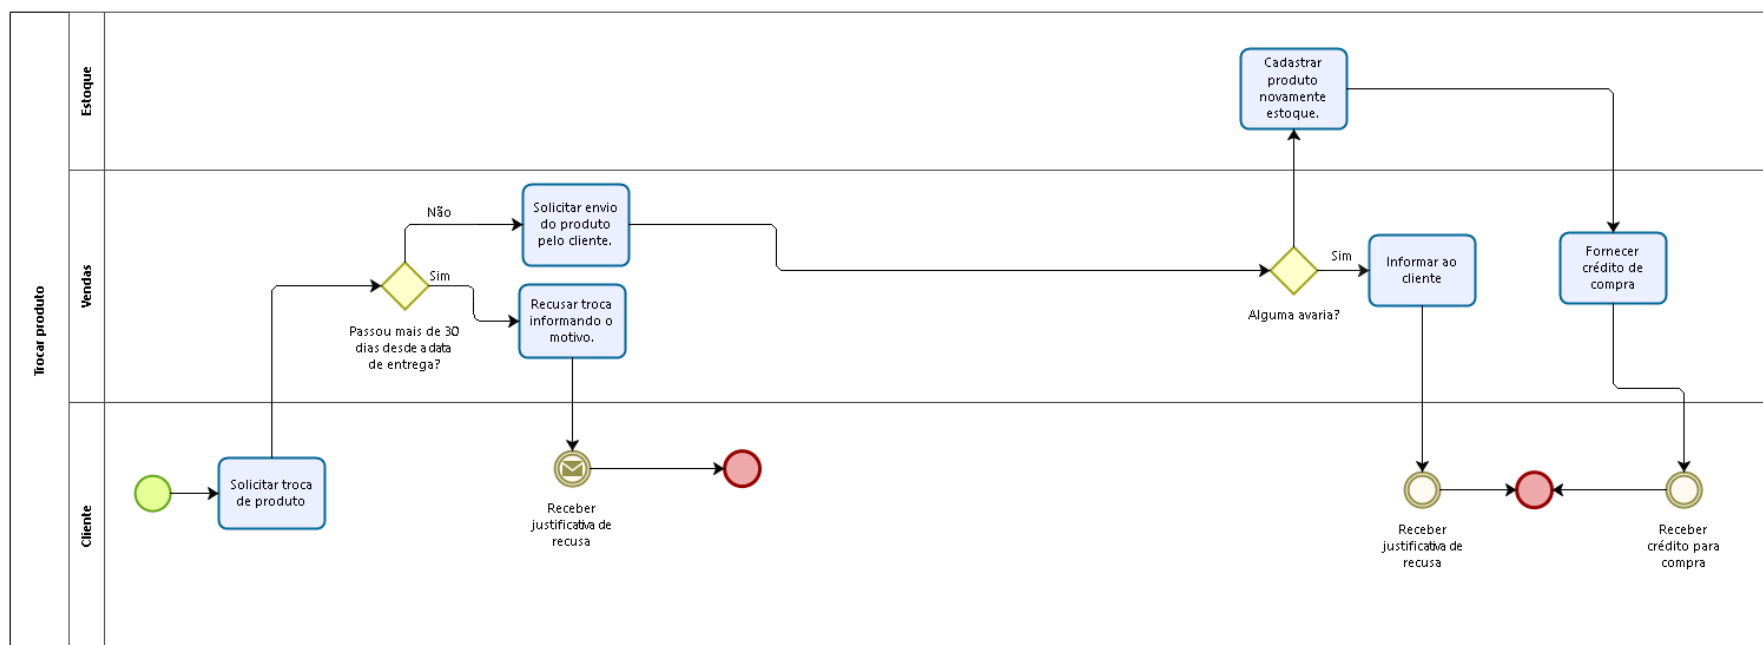 Trocar produto
Estoque
Cadastrar
produto
novamente
estoque.
Vendas
Não
Solicitar envio
do produto
pelo cliente.
Sim
Passou mais de 30
dias desde a data
de entrega?
Recusar troca
informando o
motivo.
Alguma avaria?
Sim
Informar ao
cliente
Fornecer
crédito de
compra
Cliente
Solicitar troca
de produto
Receber
justificativa de
recusa
Receber
justificativa de
recusa
Receber
crédito para
compra